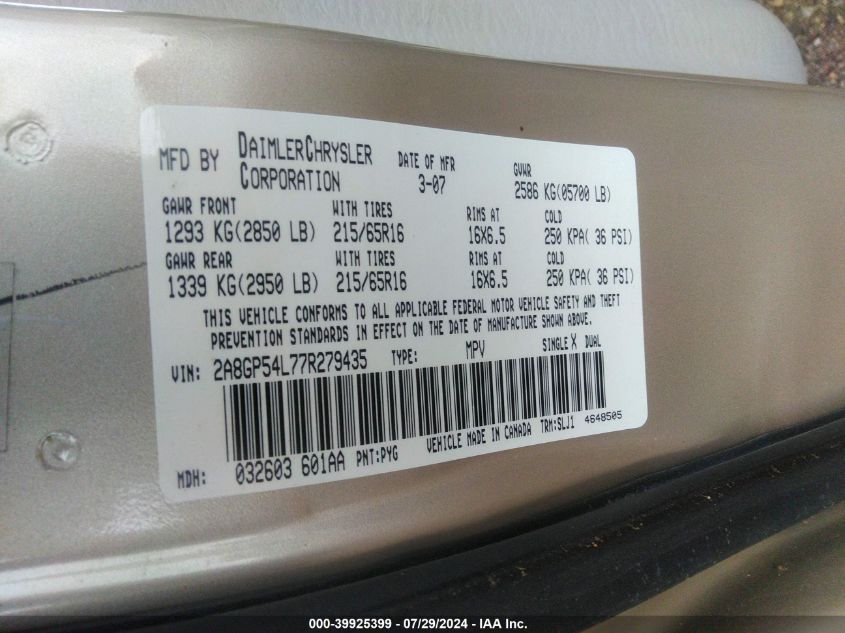 MFD BY DAIMLERCHRYSLER CORPORATION DATE OF MFR 3-07 GVWR 2586 KG(05700 LB)
GAWR FRONT WITH TIRES RIMS AT COLD
1293 KG(2850 LB) 215/65R16 16X6.5 250 KPA( 36 PSI)
GAWR REAR WITH TIRES RIMS AT COLD
1339 KG(2950 LB) 215/65R16 16X6.5 250 KPA( 36 PSI)
THIS VEHICLE CONFORMS TO ALL APPLICABLE FEDERAL MOTOR VEHICLE SAFETY AND THEFT
PREVENTION STANDARDS IN EFFECT ON THE DATE OF MANUFACTURE SHOWN ABOVE.
VIN: 2A8GP54L77R279435 TYPE: MPV SINGLE X DUAL
MDH: 032603 601AA PNT:PYG VEHICLE MADE IN CANADA TRM:SLJ1 4648505
000-39925399 / 07/29/2024 - IAA Inc.